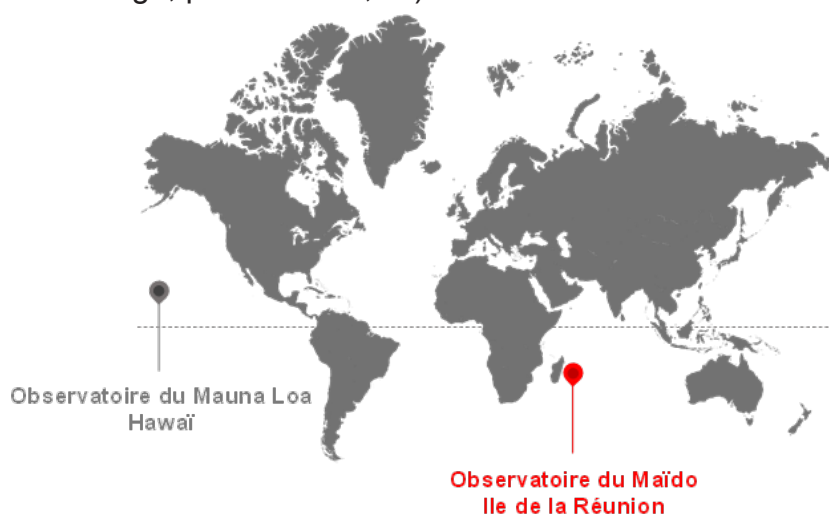 Observatoire du Mauna Loa
Hawaï
Observatoire du Maïdo
Ile de la Réunion